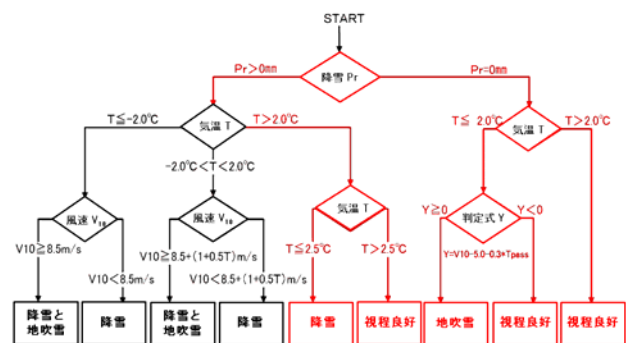 START
Pr>0mm
Pr=0mm
降雪 Pr
T≦-2.0℃
気温 T
T>2.0℃
T≦ 2.0℃
気温 T
T>2.0℃
-2.0℃<T<2.0℃
風速 V10
風速 V10
気温 T
Y≧0
判定式 Y
Y<0
V10≧8.5m/s
V10≧8.5+(1+0.5T)m/s
T≦2.5℃
T>2.5℃
Y=V10-5.0-0.3*Tpass
V10<8.5m/s
V10<8.5+(1+0.5T)m/s
降雪と
地吹雪
降雪
降雪と
地吹雪
降雪
降雪
視程良好
地吹雪
視程良好
視程良好